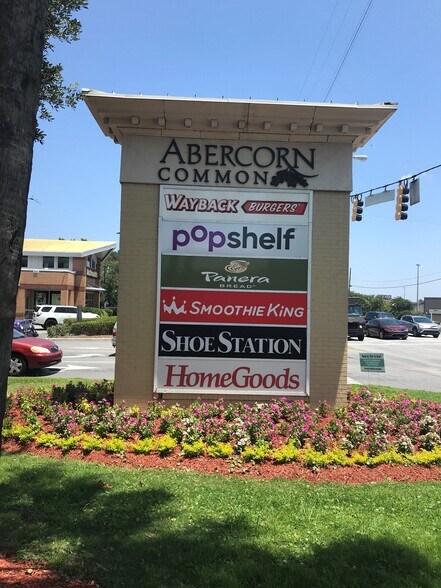 ABERCORN
COMMON
WAYBACK BURGERS
popshelf
Panera
BREAD
SMOOTHIE KING
SHOE STATION
HomeGoods